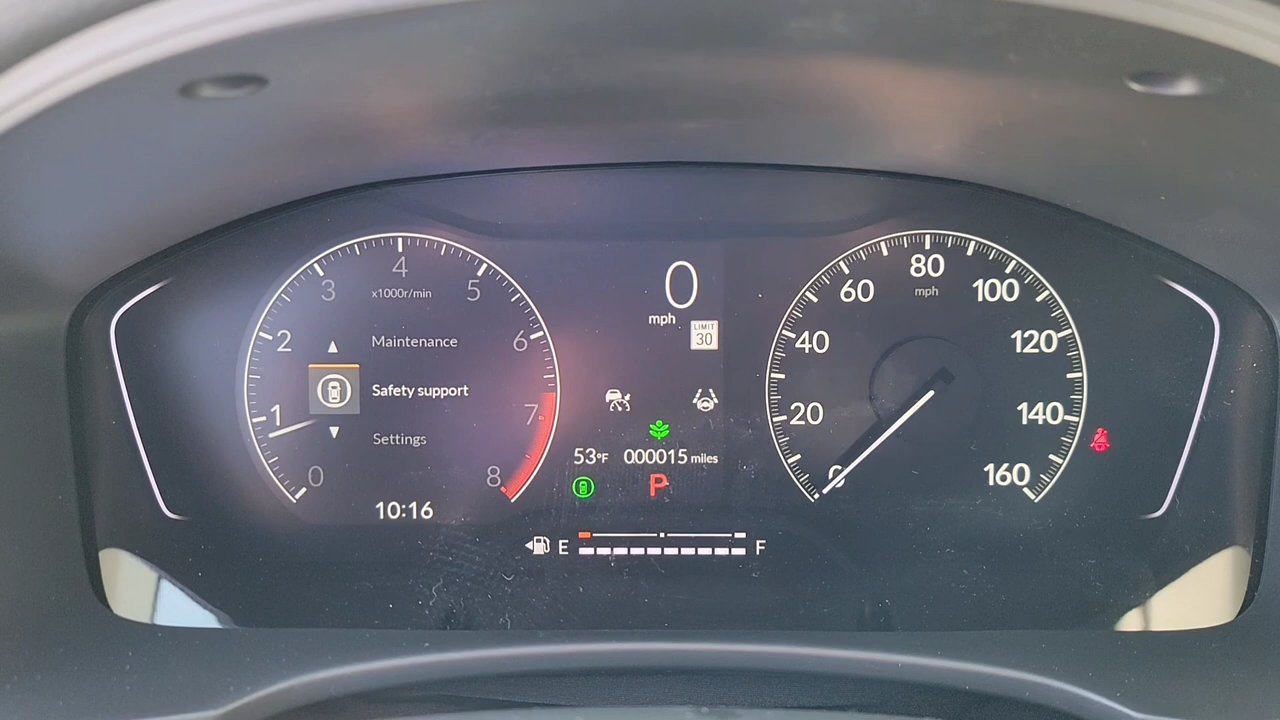 4
3
5
x1000r/min
2
6
1
7
0
8
Maintenance
Safety support
Settings
10:16
0
mph
LIMIT
30
53°F
000015 miles
P
E
F
80
mph
60
100
40
120
20
140
0
160